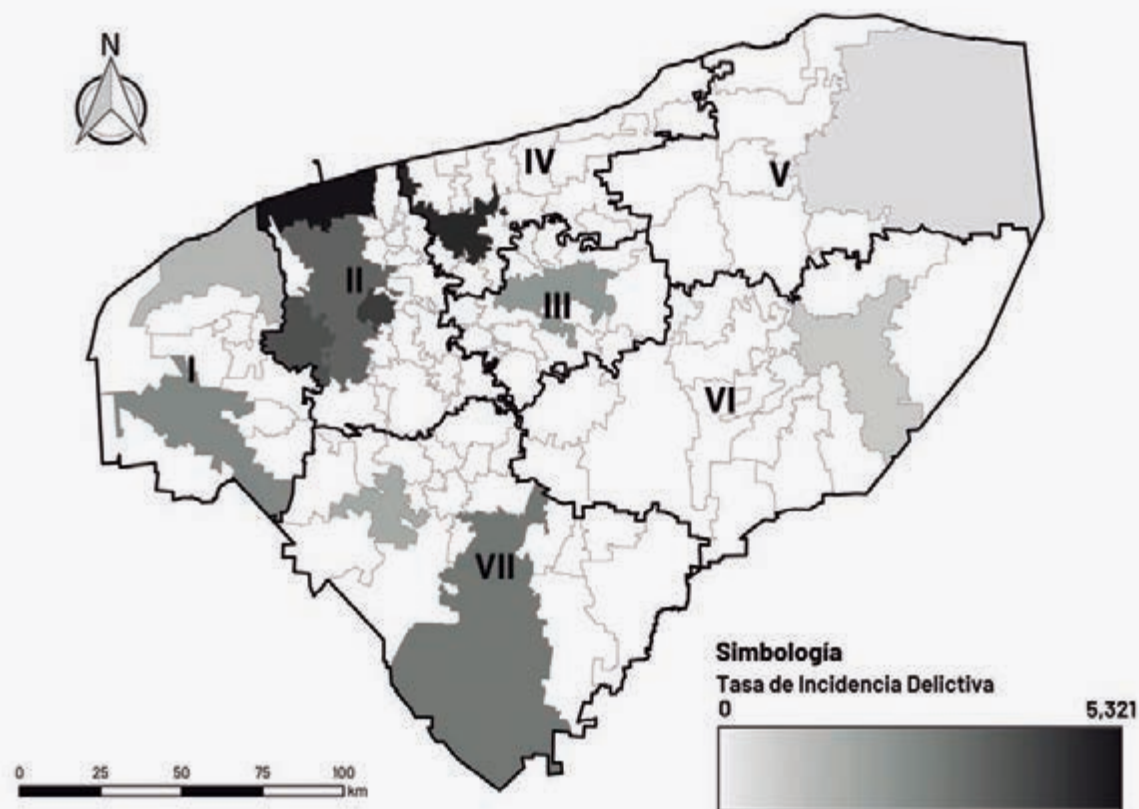 N
IV
V
II
III
I
VI
VII
Simbología
Tasa de Incidencia Delictiva
0 5,321
0 25 50 75 100
km